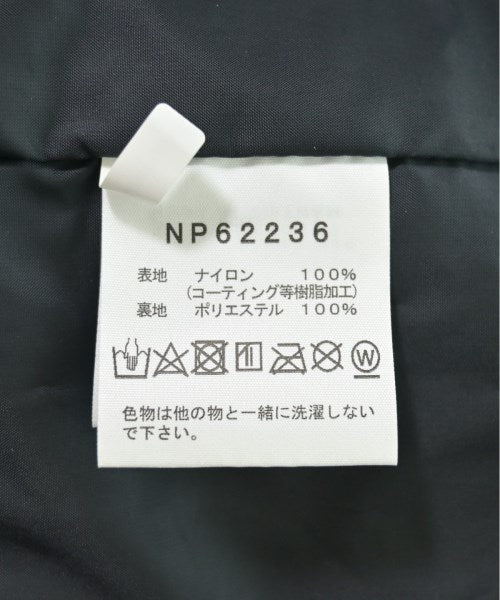 NP62236
表地 ナイロン 100%
(コーティング等樹脂加工)
裏地 ポリエステル 100%
W
色物は他の物と一緒に洗濯しない
で下さい。